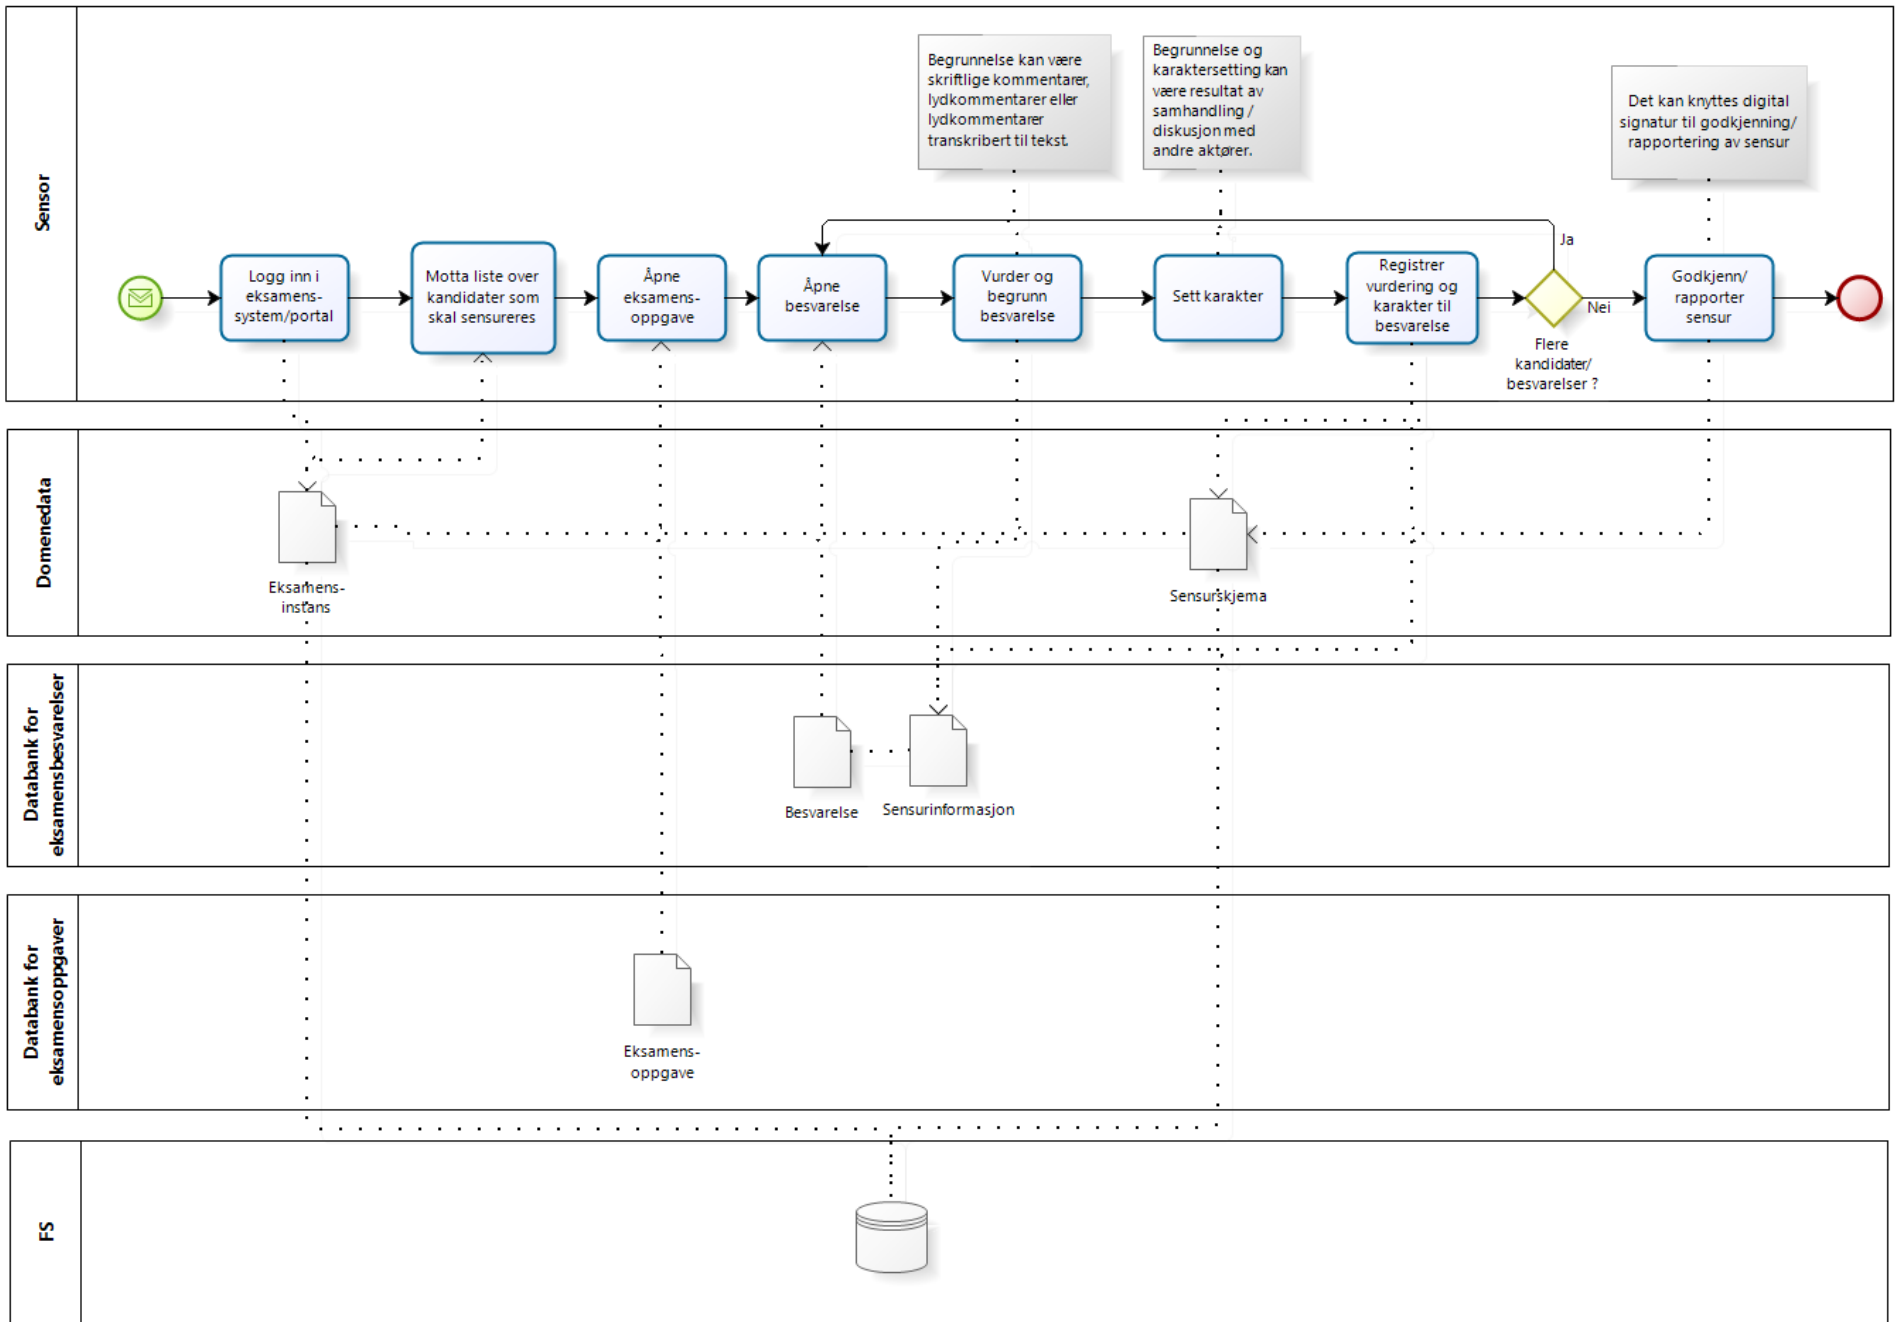 Sensor
Begrunnelse kan være
skriftlige kommentarer,
lydkommentarer eller
lydkommentarer
transkribert til tekst.
Begrunnelse og
karaktersetting kan
være resultat av
samhandling /
diskusjon med
andre aktører.
Det kan knyttes digital
signatur til godkjenning/
rapportering av sensur
Logg inn i
eksamens-
system/portal
Motta liste over
kandidater som
skal sensureres
Åpne
eksamens-
oppgave
Åpne
besvarelse
Vurder og
begrunn
besvarelse
Sett karakter
Registrer
vurdering og
karakter til
besvarelse
Ja
Nei
Flere
kandidater/
besvarelser ?
Godkjenn/
rapporter
sensur
Domenedata
Eksamens-
instans
Sensurskjema
Databank for
eksamensbesvarelser
Besvarelse
Sensurinformasjon
Databank for
eksamensoppgaver
Eksamens-
oppgave
FS